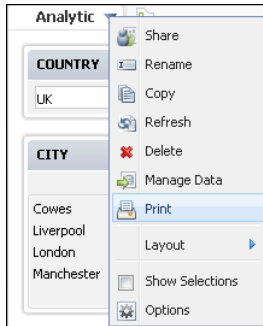 Analytic
Share
COUNTRY
Rename
UK
Copy
Refresh
CITY
Delete
Manage Data
Cowes
Print
Liverpool
London
Layout
Manchester
Show Selections
Options